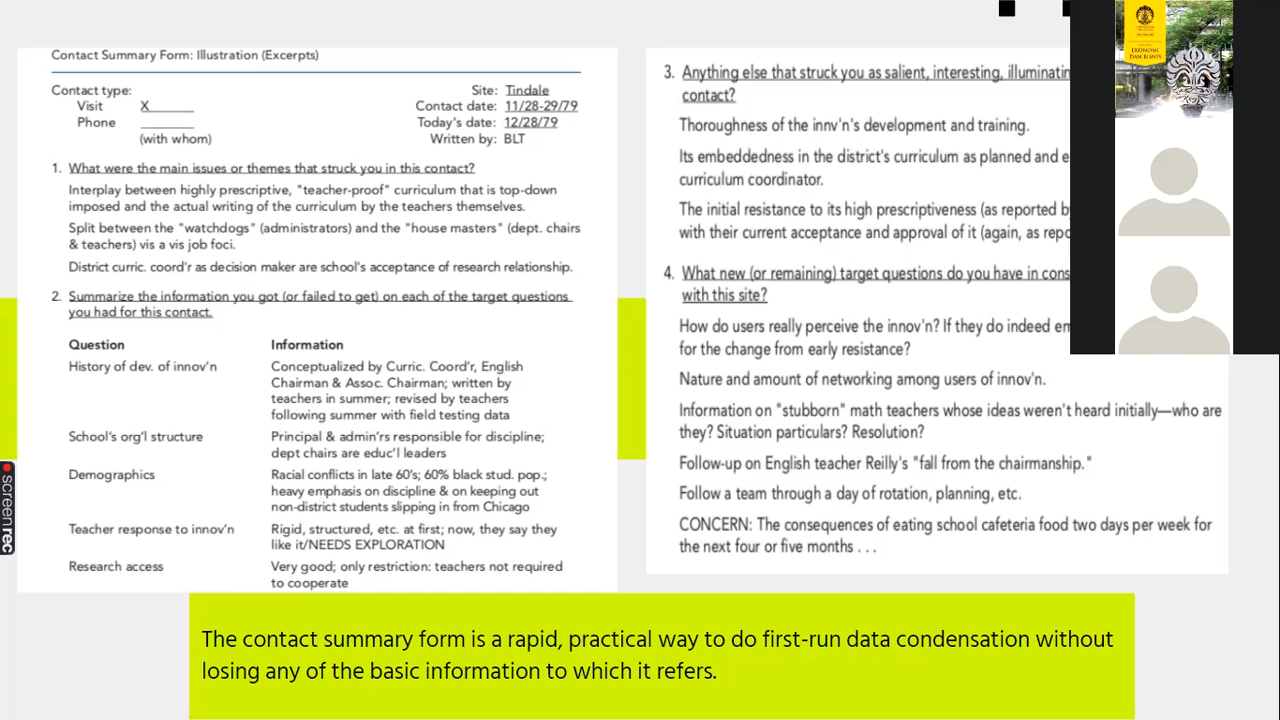 Contact Summary Form: Illustration (Excerpts)
Contact type:
Visit X
Phone
(with whom)
Site: Tindale
Contact date: 11/28-29/79
Today's date: 12/28/79
Written by: BLT
1. What were the main issues or themes that struck you in this contact?
Interplay between highly prescriptive, "teacher-proof" curriculum that is top-down
imposed and the actual writing of the curriculum by the teachers themselves.
Split between the "watchdogs" (administrators) and the "house masters" (dept. chairs
& teachers) vis a vis job foci.
District curric. coord'r as decision maker are school's acceptance of research relationship.
2. Summarize the information you got (or failed to get) on each of the target questions
you had for this contact.
Question Information
History of dev. of innov'n Conceptualized by Curric. Coord'r, English
Chairman & Assoc. Chairman; written by
teachers in summer; revised by teachers
following summer with field testing data
School's org'l structure Principal & admin'rs responsible for discipline;
dept chairs are educ'l leaders
Demographics Racial conflicts in late 60's; 60% black stud. pop.;
heavy emphasis on discipline & on keeping out
non-district students slipping in from Chicago
Teacher response to innov'n Rigid, structured, etc. at first; now, they say they
like it/NEEDS EXPLORATION
Research access Very good; only restriction: teachers not required
to cooperate
3. Anything else that struck you as salient, interesting, illuminatin
contact?
Thoroughness of the innv'n's development and training.
Its embeddedness in the district's curriculum as planned and e
curriculum coordinator.
The initial resistance to its high prescriptiveness (as reported b
with their current acceptance and approval of it (again, as repo
4. What new (or remaining) target questions do you have in cons
with this site?
How do users really perceive the innov'n? If they do indeed em
for the change from early resistance?
Nature and amount of networking among users of innov'n.
Information on "stubborn" math teachers whose ideas weren't heard initially—who are
they? Situation particulars? Resolution?
Follow-up on English teacher Reilly's "fall from the chairmanship."
Follow a team through a day of rotation, planning, etc.
CONCERN: The consequences of eating school cafeteria food two days per week for
the next four or five months . . .
The contact summary form is a rapid, practical way to do first-run data condensation without
losing any of the basic information to which it refers.
EKONOMI
DAN BISNIS
screenrec